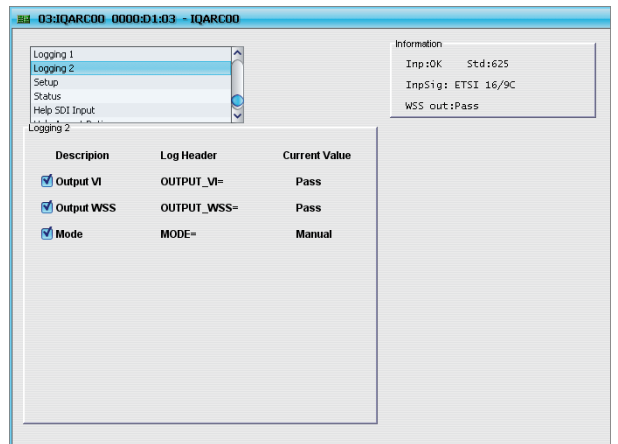 03:IQARC00 0000:D1:03 - IQARC00
Logging 1
Logging 2
Setup
Status
Help SDI Input
Logging 2
Descripion Log Header Current Value
Output VI OUTPUT_VI= Pass
Output WSS OUTPUT_WSS= Pass
Mode MODE= Manual
Information
Inp:OK Std:625
InpSig: ETSI 16/9C
WSS out:Pass